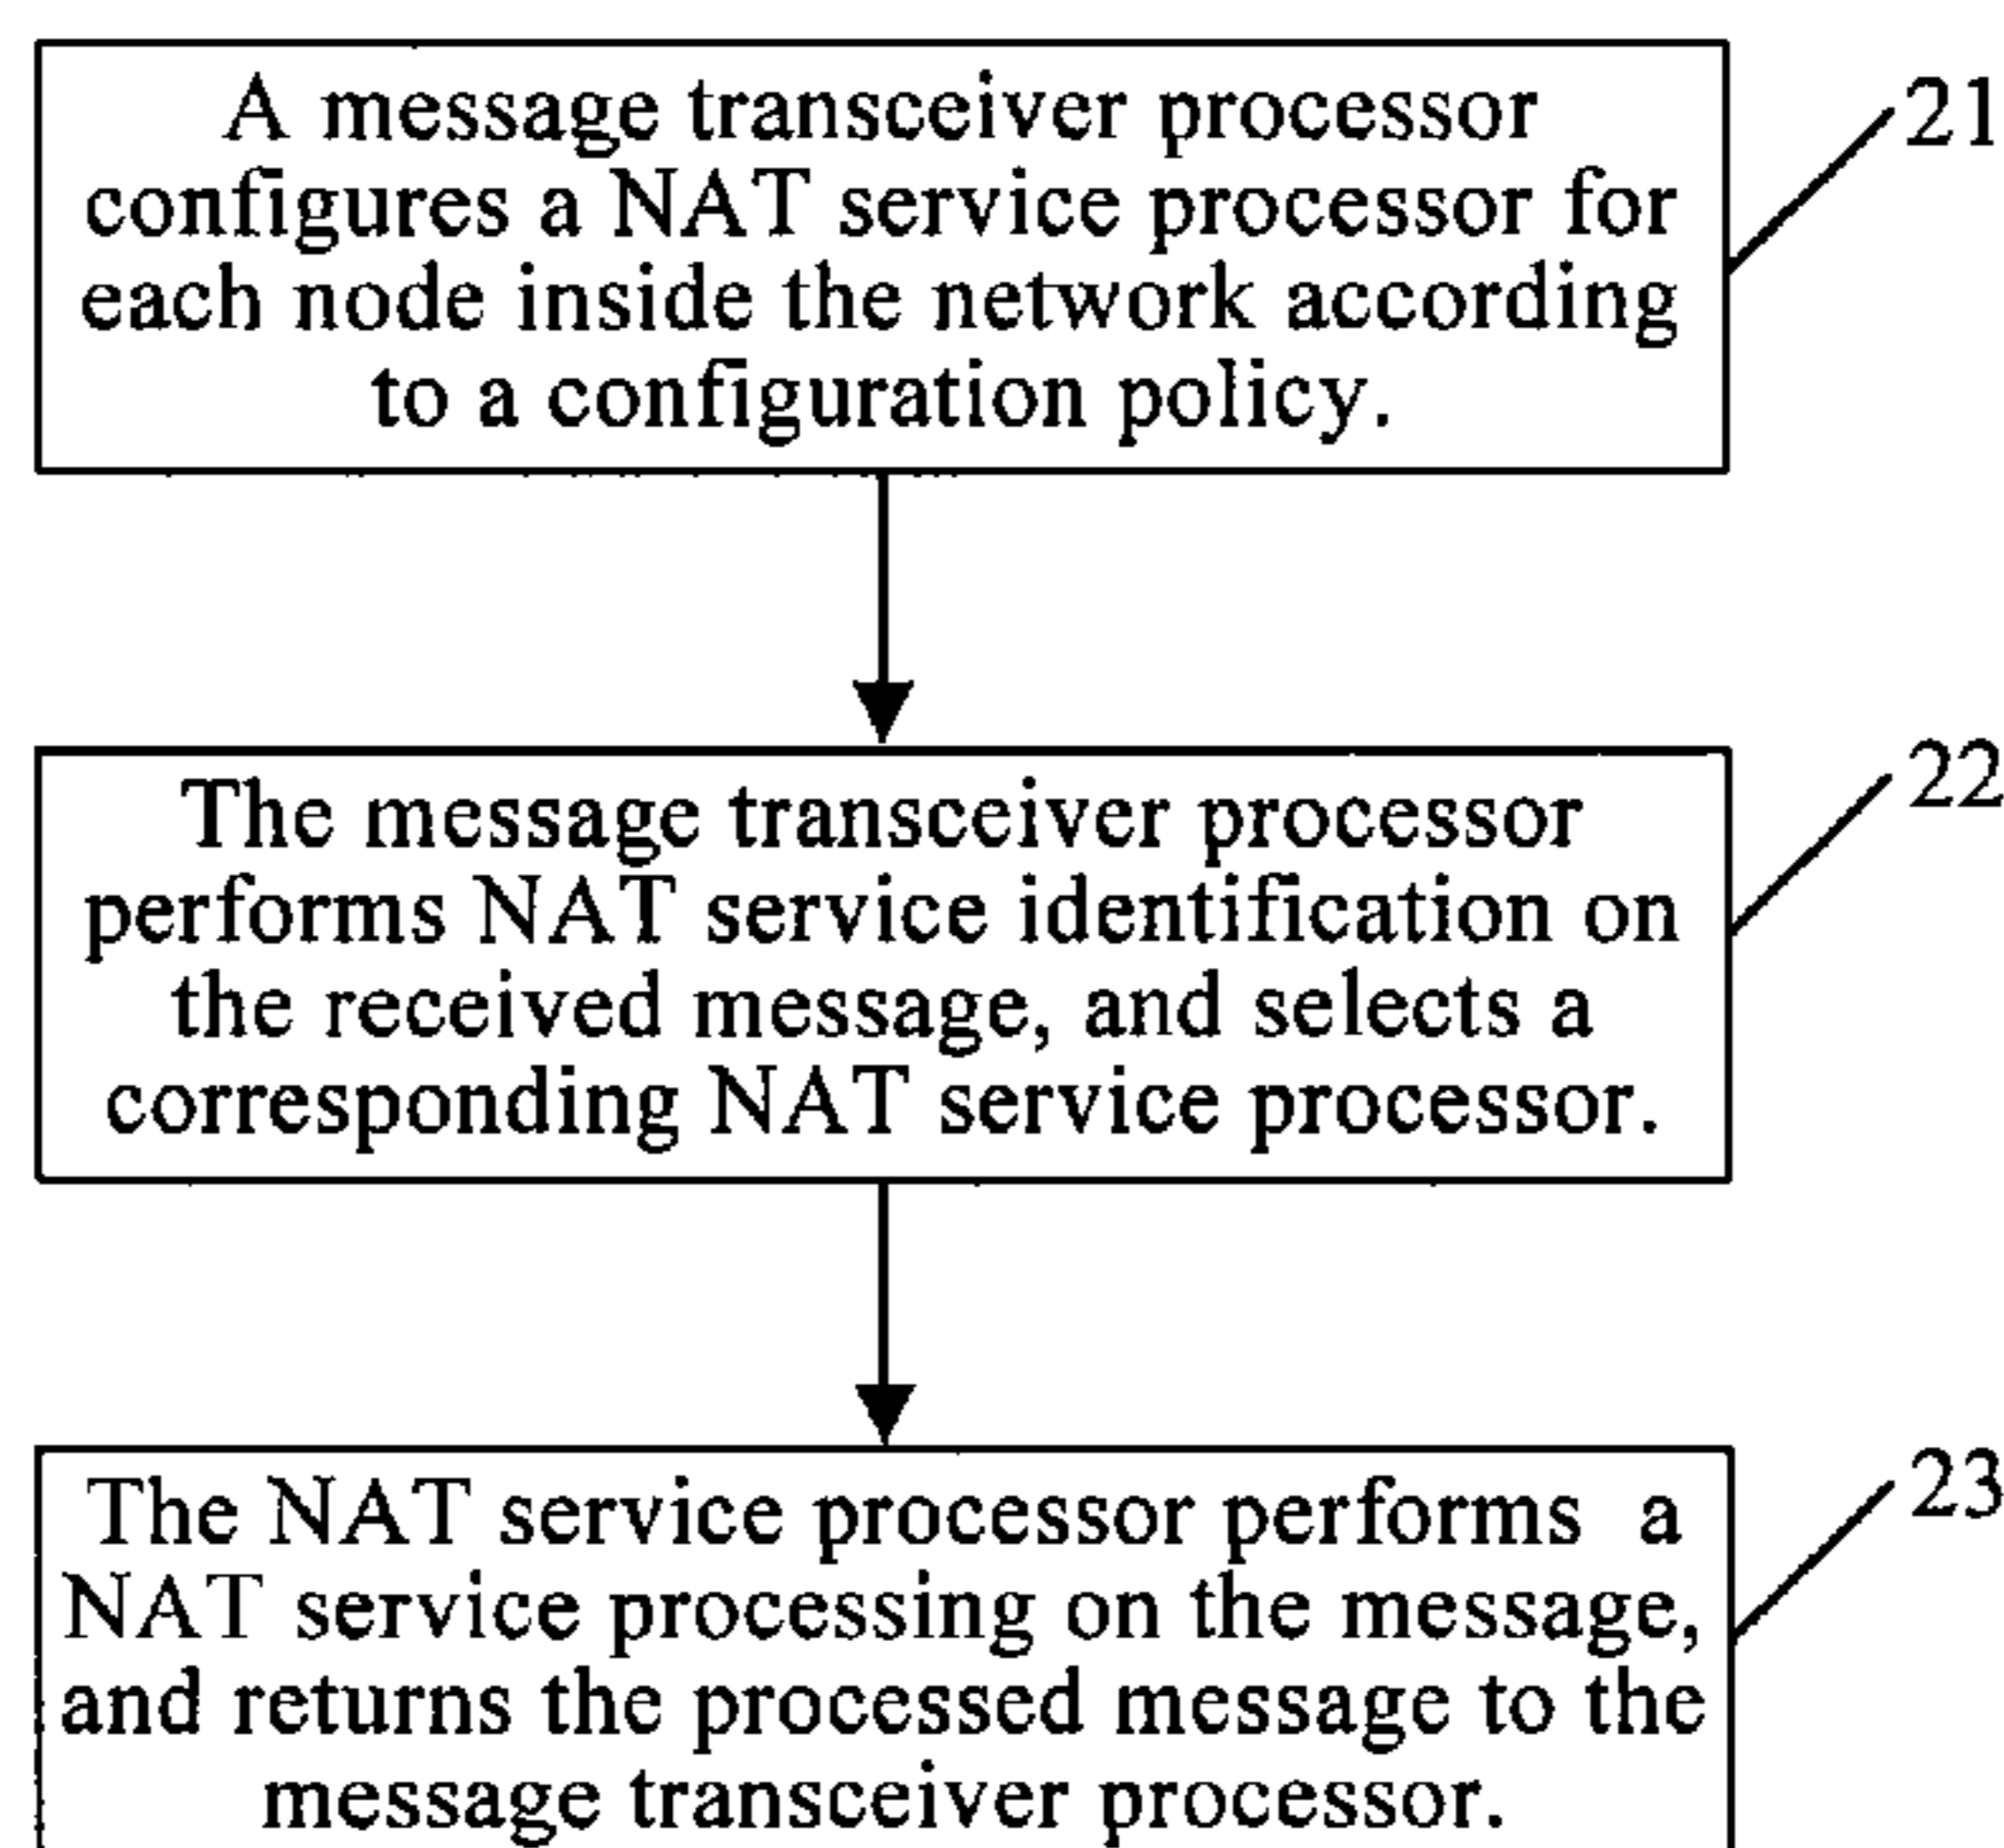 A message transceiver processor
configures a NAT service processor for
each node inside the network according
to a configuration policy.
21
The message transceiver processor
performs NAT service identification on
the received message, and selects a
corresponding NAT service processor.
22
The NAT service processor performs a
NAT service processing on the message,
and returns the processed message to the
message transceiver processor.
23